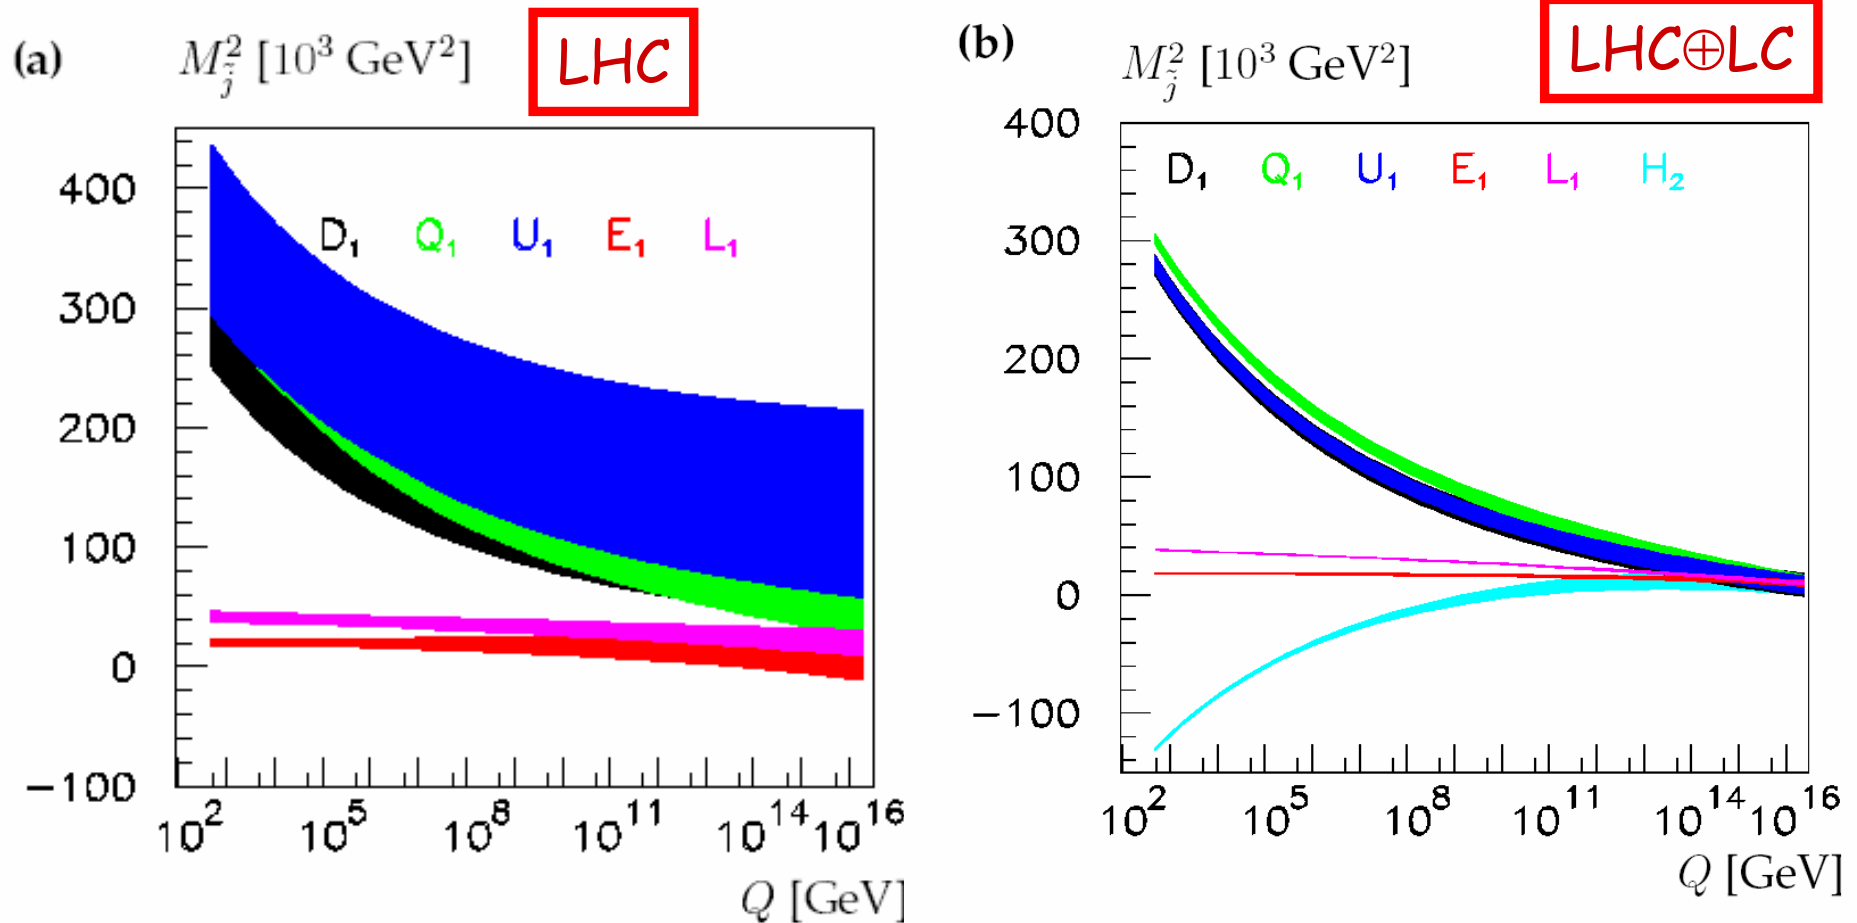 (a) M²_j̃ [10³ GeV²] LHC
400
300
200
100
0
−100
D₁ Q₁ U₁ E₁ L₁
10² 10⁵ 10⁸ 10¹¹ 10¹⁴ 10¹⁶
Q [GeV]
(b) M²_j̃ [10³ GeV²] LHC⊕LC
400
300
200
100
0
−100
D₁ Q₁ U₁ E₁ L₁ H₂
10² 10⁵ 10⁸ 10¹¹ 10¹⁴ 10¹⁶
Q [GeV]